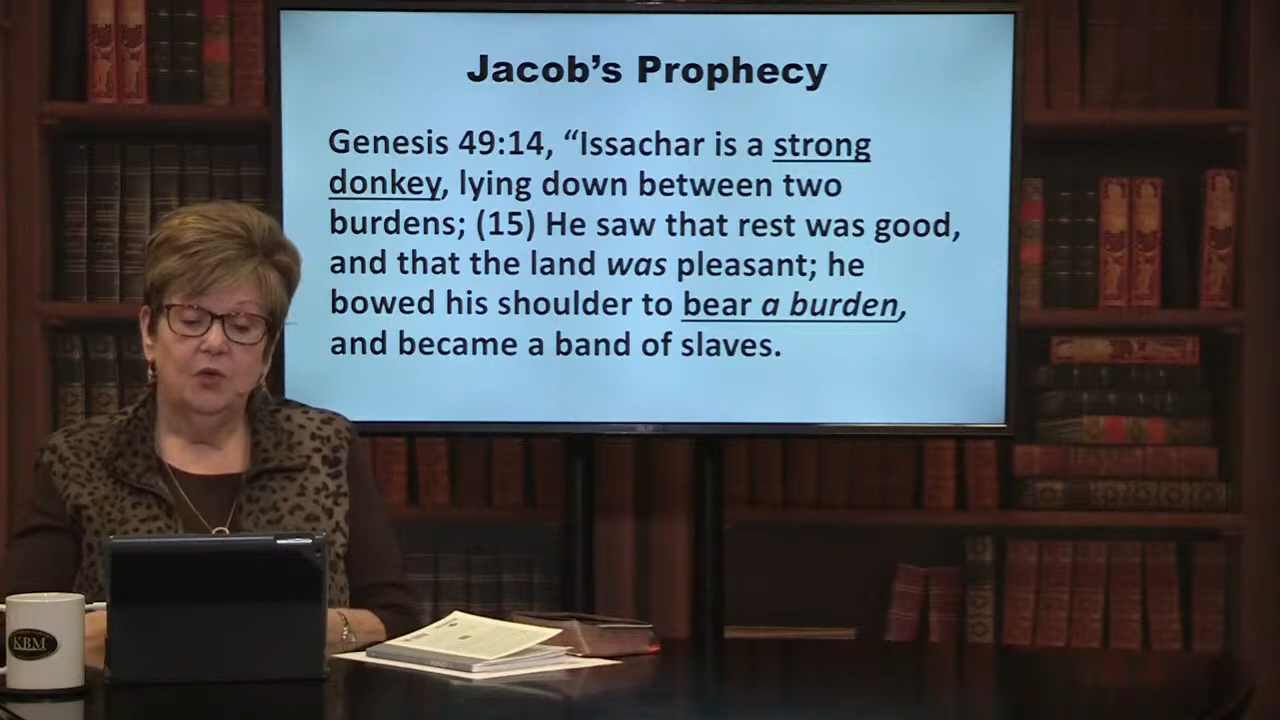 Jacob’s Prophecy
Genesis 49:14, “Issachar is a strong
donkey, lying down between two
burdens; (15) He saw that rest was good,
and that the land was pleasant; he
bowed his shoulder to bear a burden,
and became a band of slaves.
KBM